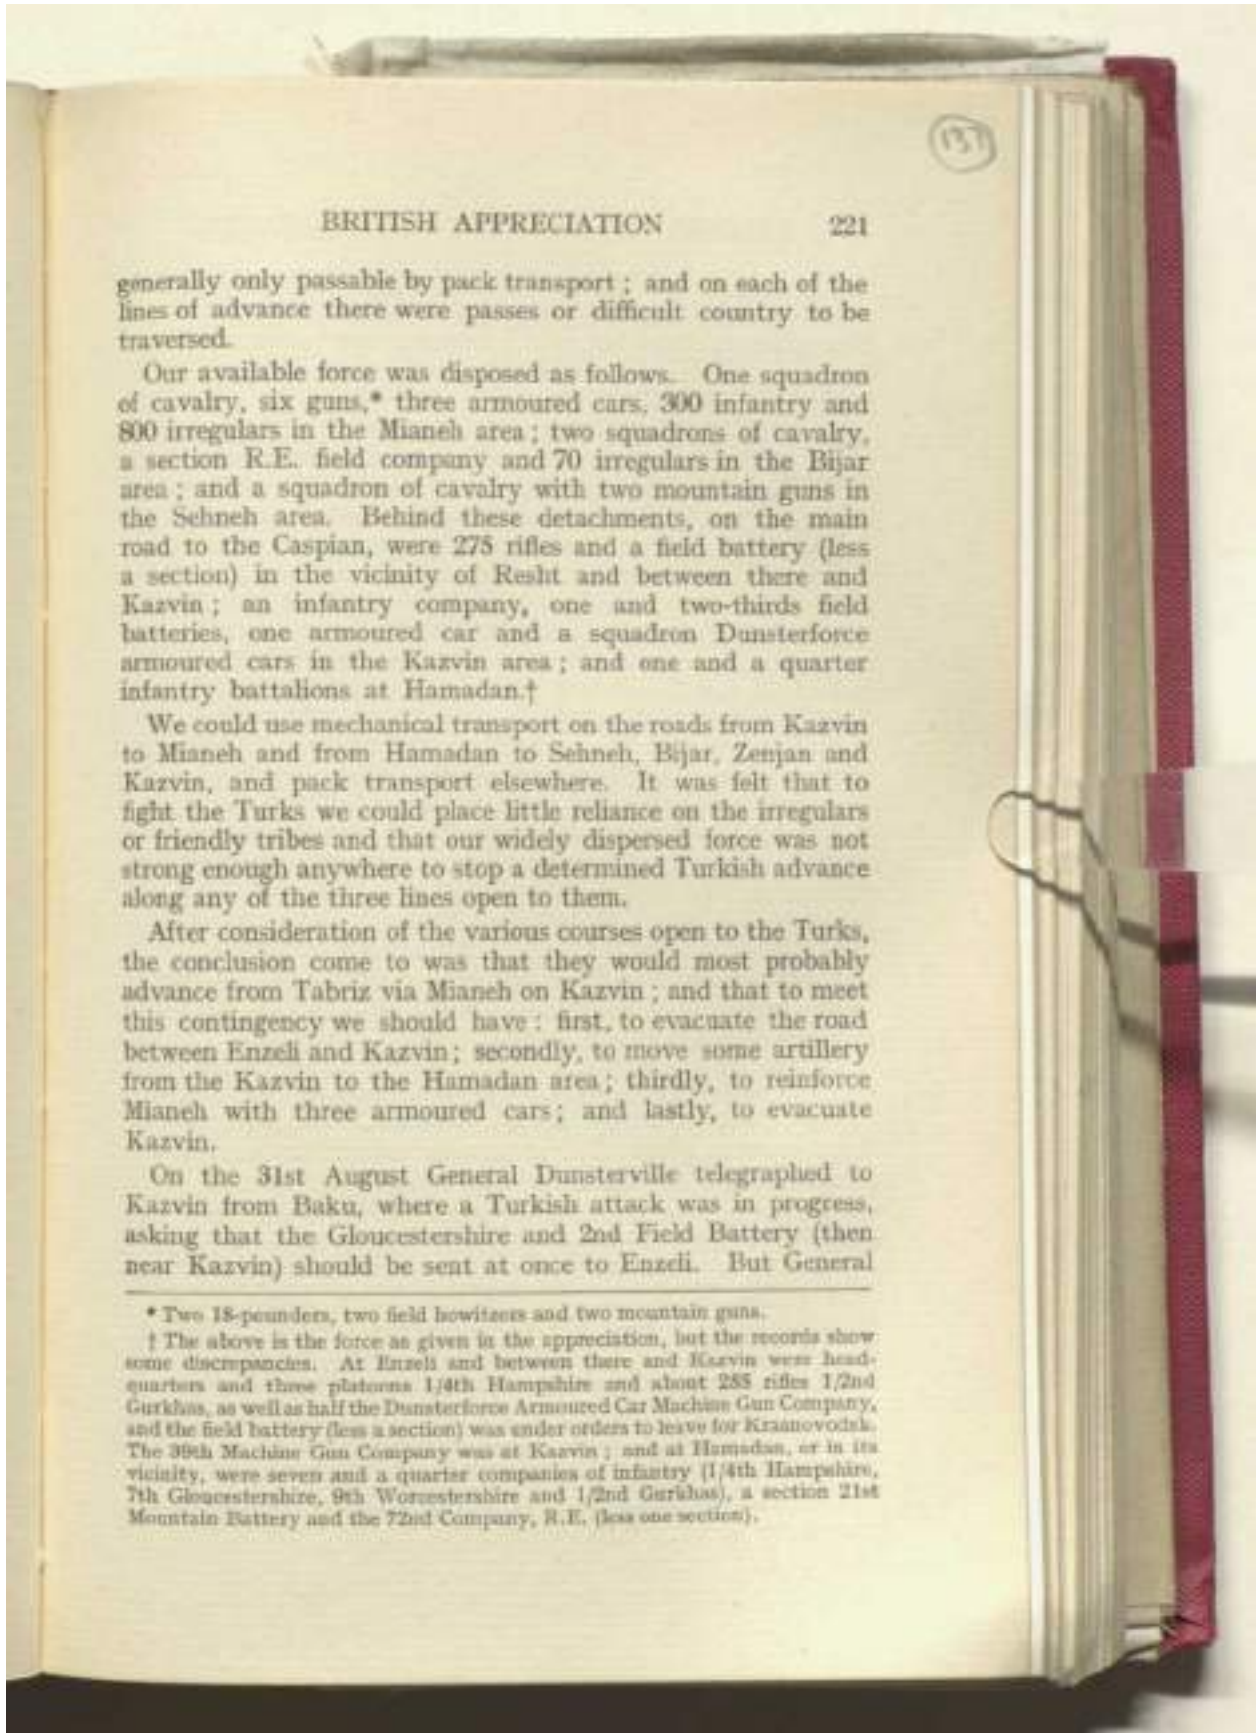 137
BRITISH APPRECIATION 221
generally only passable by pack transport ; and on each of the
lines of advance there were passes or difficult country to be
traversed.
Our available force was disposed as follows. One squadron
of cavalry, six guns,* three armoured cars, 300 infantry and
800 irregulars in the Mianeh area ; two squadrons of cavalry,
a section R.E. field company and 70 irregulars in the Bijar
area ; and a squadron of cavalry with two mountain guns in
the Sehneh area. Behind these detachments, on the main
road to the Caspian, were 275 rifles and a field battery (less
a section) in the vicinity of Resht and between there and
Kazvin ; an infantry company, one and two-thirds field
batteries, one armoured car and a squadron Dunsterforce
armoured cars in the Kazvin area ; and one and a quarter
infantry battalions at Hamadan.†
We could use mechanical transport on the roads from Kazvin
to Mianeh and from Hamadan to Sehneh, Bijar, Zenjan and
Kazvin, and pack transport elsewhere. It was felt that to
fight the Turks we could place little reliance on the irregulars
or friendly tribes and that our widely dispersed force was not
strong enough anywhere to stop a determined Turkish advance
along any of the three lines open to them.
After consideration of the various courses open to the Turks,
the conclusion come to was that they would most probably
advance from Tabriz via Mianeh on Kazvin ; and that to meet
this contingency we should have : first, to evacuate the road
between Enzeli and Kazvin ; secondly, to move some artillery
from the Kazvin to the Hamadan area ; thirdly, to reinforce
Mianeh with three armoured cars ; and lastly, to evacuate
Kazvin.
On the 31st August General Dunsterville telegraphed to
Kazvin from Baku, where a Turkish attack was in progress,
asking that the Gloucestershire and 2nd Field Battery (then
near Kazvin) should be sent at once to Enzeli. But General
* Two 18-pounders, two field howitzers and two mountain guns.
† The above is the force as given in the appreciation, but the records show
some discrepancies. At Enzeli and between there and Kazvin were head-
quarters and three platoons 1/4th Hampshire and about 285 rifles 1/2nd
Gurkhas, as well as half the Dunsterforce Armoured Car Machine Gun Company,
and the field battery (less a section) was under orders to leave for Krasnovodsk.
The 39th Machine Gun Company was at Kazvin ; and at Hamadan, or in its
vicinity, were seven and a quarter companies of infantry (1/4th Hampshire,
7th Gloucestershire, 9th Worcestershire and 1/2nd Gurkhas), a section 21st
Mountain Battery and the 72nd Company, R.E. (less one section).